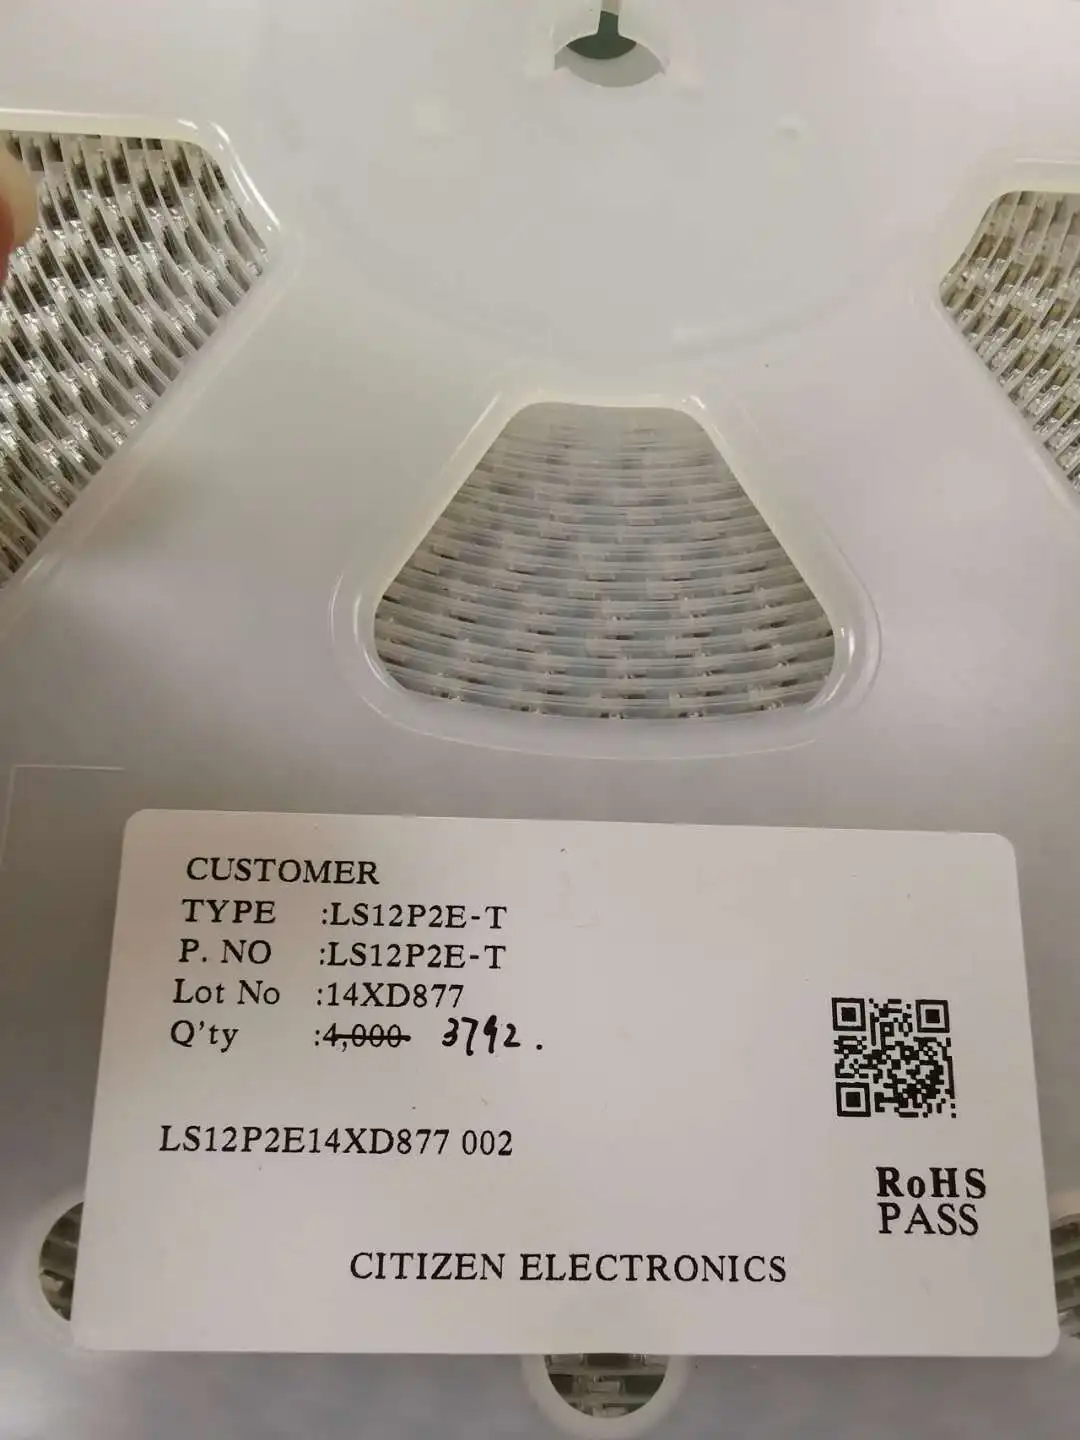 CUSTOMER
TYPE :LS12P2E-T
P. NO :LS12P2E-T
Lot No :14XD877
Q'ty :4,000 3792.
LS12P2E14XD877 002
RoHS
PASS
CITIZEN ELECTRONICS